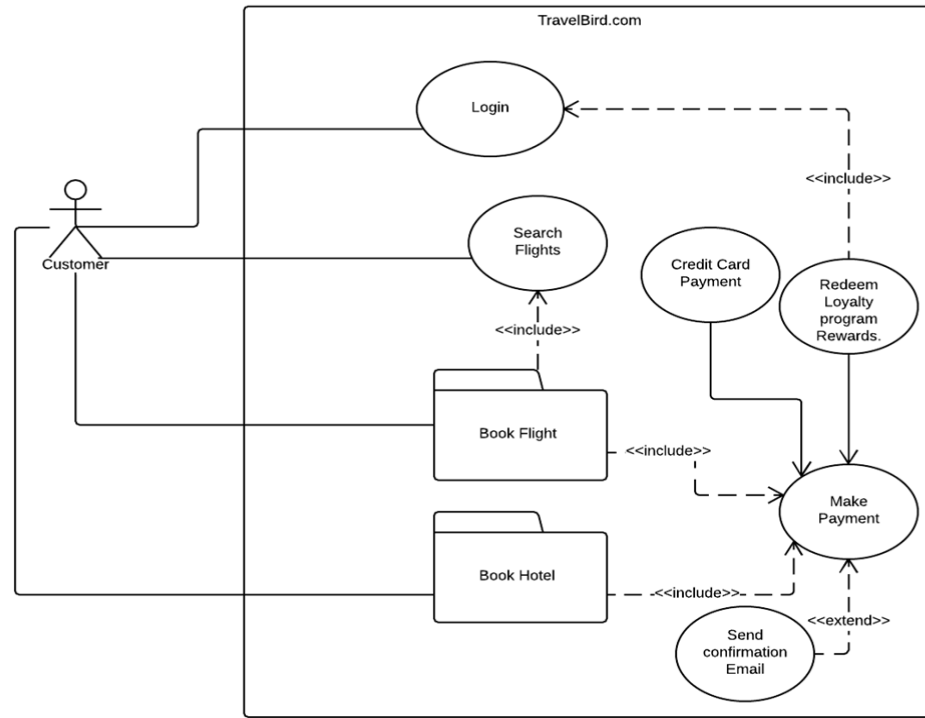 TravelBird.com
Login
<<include>>
Customer
Search
Flights
Credit Card
Payment
Redeem
Loyalty
program
Rewards.
<<include>>
Book Flight
<<include>>
Make
Payment
Book Hotel
<<include>>
<<extend>>
Send
confirmation
Email